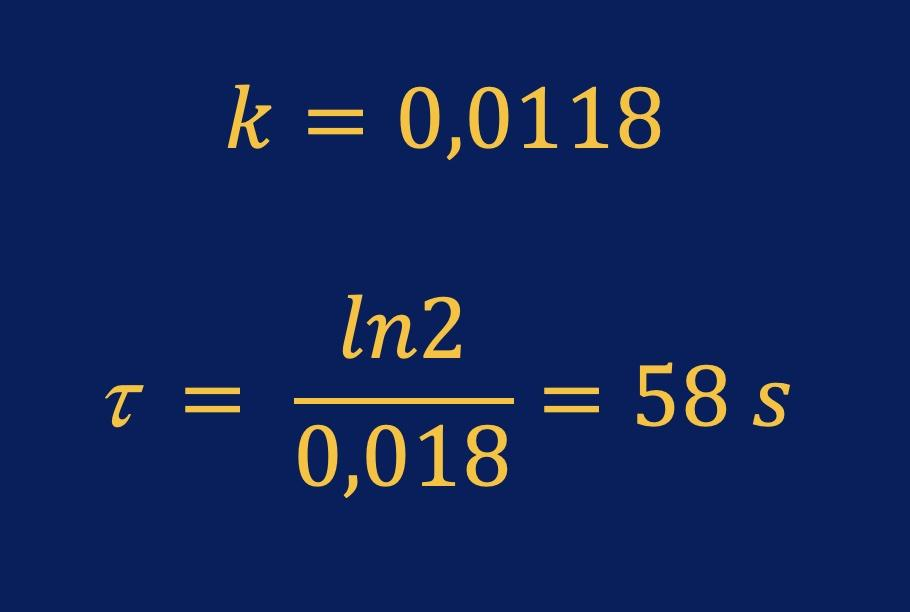 k = 0,0118
τ = ln2/0,018 = 58 s